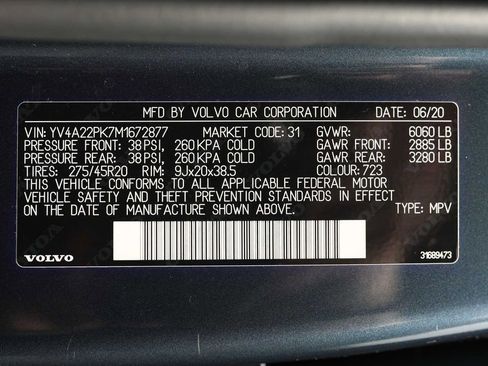 MFD BY VOLVO CAR CORPORATION DATE: 06/20
VIN: YV4A22PK7M1672877 MARKET CODE: 31 GVWR: 6060 LB
PRESSURE FRONT: 38 PSI, 260 KPA COLD GAWR FRONT: 2885 LB
PRESSURE REAR: 38 PSI, 260 KPA COLD GAWR REAR: 3280 LB
TIRES: 275/45R20 RIM: 9Jx20x38.5 COLOUR: 723
THIS VEHICLE CONFORMS TO ALL APPLICABLE FEDERAL MOTOR
VEHICLE SAFETY AND THEFT PREVENTION STANDARDS IN EFFECT
ON THE DATE OF MANUFACTURE SHOWN ABOVE. TYPE: MPV
VOLVO 31689473